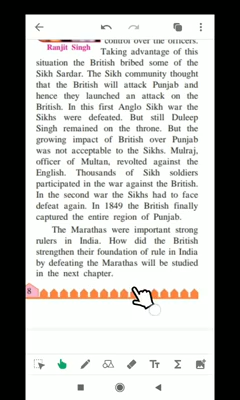 control over the officers.
Ranjit Singh
Taking advantage of this
situation the British bribed some of the
Sikh Sardar. The Sikh community thought
that the British will attack Punjab and
hence they launched an attack on the
British. In this first Anglo Sikh war the
Sikhs were defeated. But still Duleep
Singh remained on the throne. But the
growing impact of British over Punjab
was not acceptable to the Sikhs. Mulraj,
officer of Multan, revolted against the
English. Thousands of Sikh soldiers
participated in the war against the British.
In the second war the Sikhs had to face
defeat again. In 1849 the British finally
captured the entire region of Punjab.
The Marathas were important strong
rulers in India. How did the British
strengthen their foundation of rule in India
by defeating the Marathas will be studied
in the next chapter.
8
TT
Σ